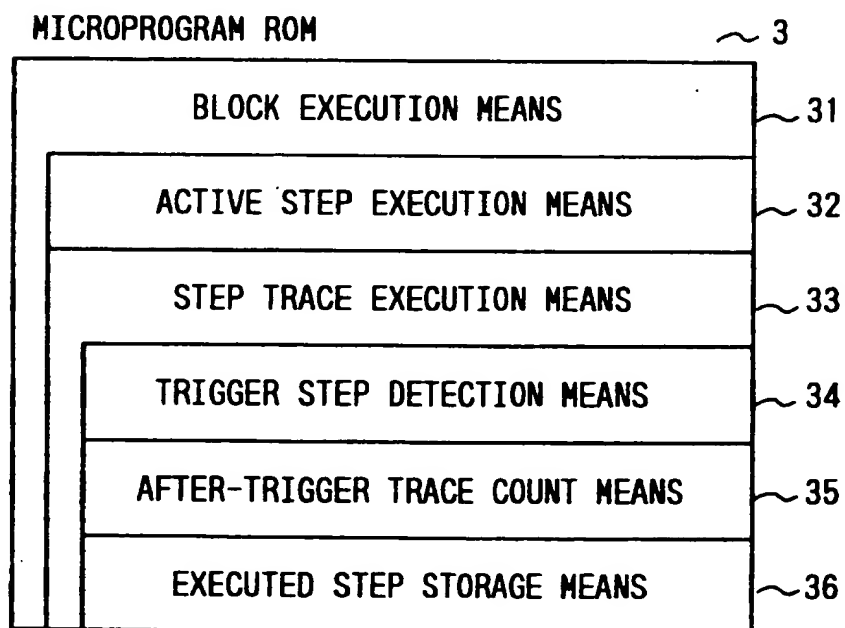 MICROPROGRAM ROM 3
BLOCK EXECUTION MEANS 31
ACTIVE STEP EXECUTION MEANS 32
STEP TRACE EXECUTION MEANS 33
TRIGGER STEP DETECTION MEANS 34
AFTER-TRIGGER TRACE COUNT MEANS 35
EXECUTED STEP STORAGE MEANS 36